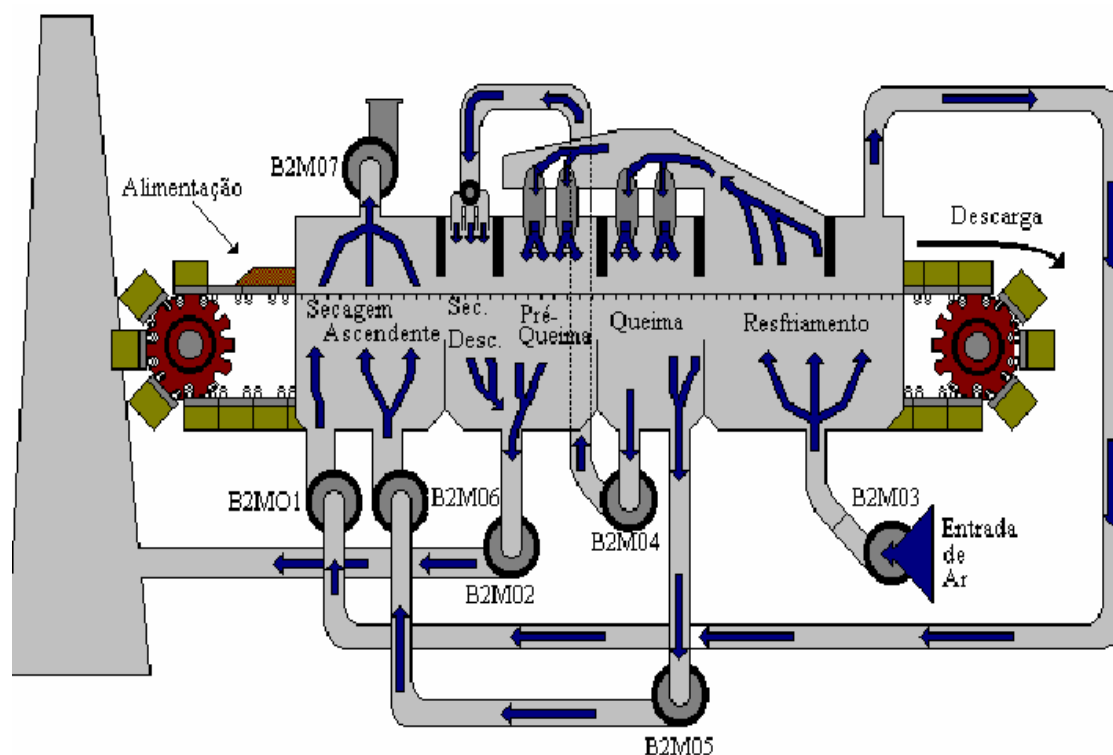 B2M07
Alimentação
Descarga
Secagem
Ascendente
Sec.
Desc.
Pré-
Queima
Queima
Resfriamento
B2MO1
B2M06
B2M02
B2M04
B2M03
Entrada
de
Ar
B2M05